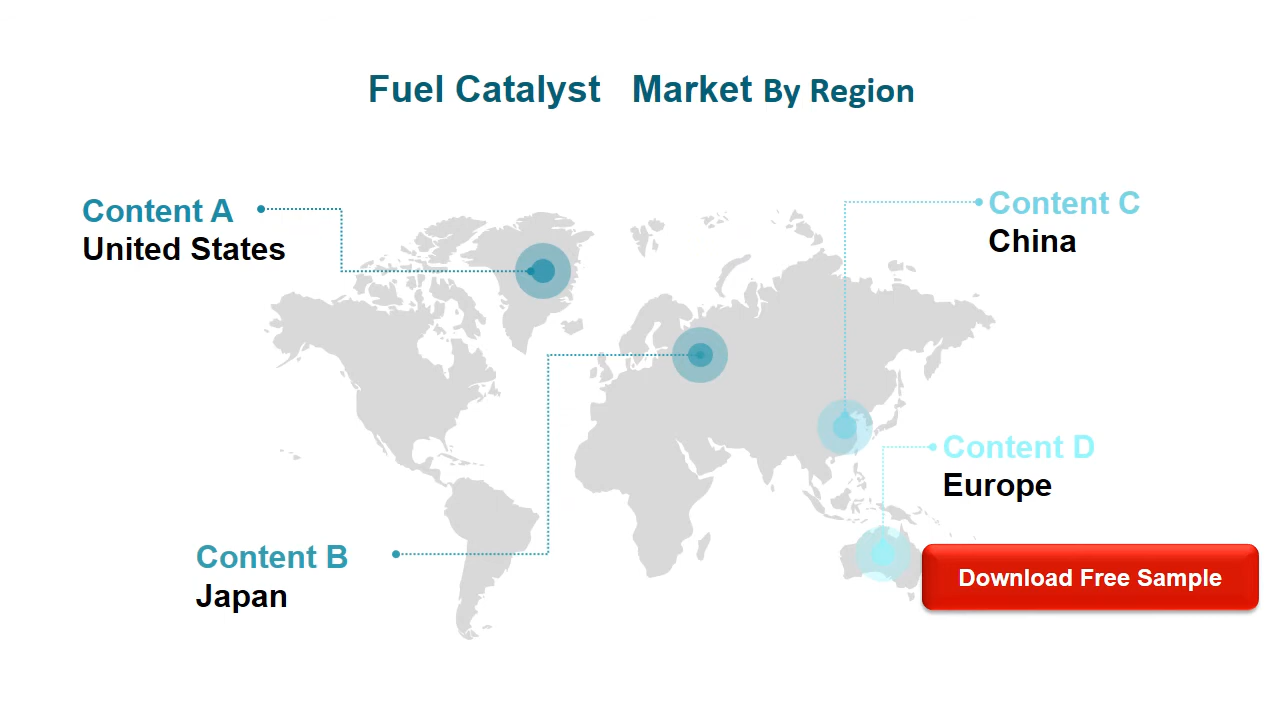 Fuel Catalyst Market By Region
Content A
United States
Content C
China
Content D
Europe
Content B
Japan
Download Free Sample